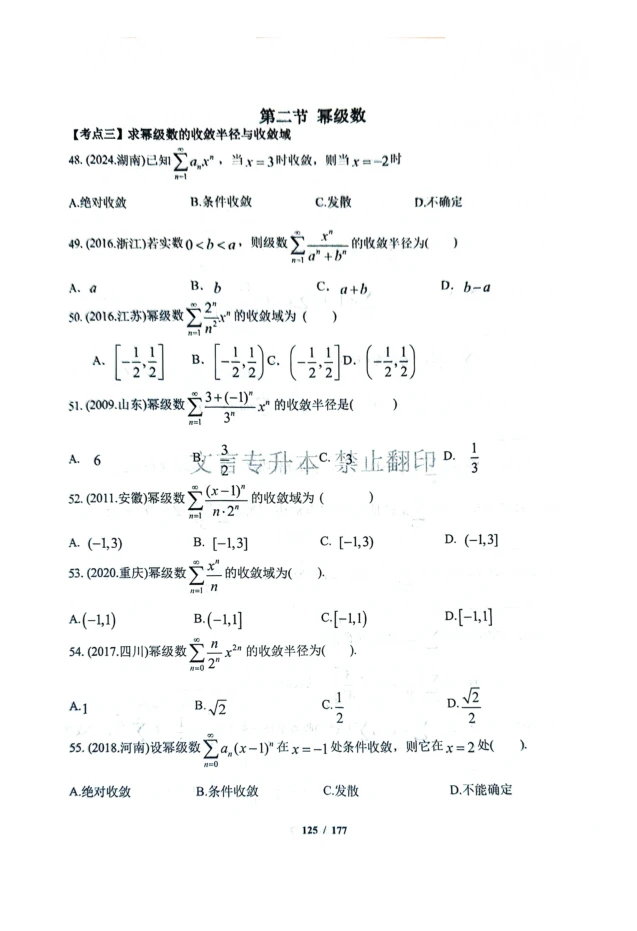 第二节 幂级数
【考点三】求幂级数的收敛半径与收敛域
48. (2024.湖南)已知 $\sum_{n=1}^{\infty} a_n x^n$ ,当 $x=3$ 时收敛,则当 $x=-2$ 时
A.绝对收敛 B.条件收敛 C.发散 D.不确定
49. (2016.浙江)若实数 $0<b<a$ ,则级数 $\sum_{n=1}^{\infty} \frac{x^n}{a^n+b^n}$ 的收敛半径为( )
A. $a$ B. $b$ C. $a+b$ D. $b-a$
50. (2016.江苏)幂级数 $\sum_{n=1}^{\infty} \frac{2^n}{n^2} x^n$ 的收敛域为 ( )
A. $\left[-\frac{1}{2},\frac{1}{2}\right]$ B. $\left[-\frac{1}{2},\frac{1}{2}\right)$ C. $\left(-\frac{1}{2},\frac{1}{2}\right]$ D. $\left(-\frac{1}{2},\frac{1}{2}\right)$
51. (2009.山东)幂级数 $\sum_{n=1}^{\infty} \frac{3+(-1)^n}{3^n} x^n$ 的收敛半径是( )
A. 6 B. $\frac{3}{2}$ C. 3 D. $\frac{1}{3}$
文言专升本 禁止翻印
52. (2011.安徽)幂级数 $\sum_{n=1}^{\infty} \frac{(x-1)^n}{n \cdot 2^n}$ 的收敛域为 ( )
A. $(-1,3)$ B. $[-1,3]$ C. $[-1,3)$ D. $(-1,3]$
53. (2020.重庆)幂级数 $\sum_{n=1}^{\infty} \frac{x^n}{n}$ 的收敛域为( ).
A. $(-1,1)$ B. $(-1,1]$ C. $[-1,1)$ D. $[-1,1]$
54. (2017.四川)幂级数 $\sum_{n=0}^{\infty} \frac{n}{2^n} x^{2n}$ 的收敛半径为( ).
A. 1 B. $\sqrt{2}$ C. $\frac{1}{2}$ D. $\frac{\sqrt{2}}{2}$
55. (2018.河南)设幂级数 $\sum_{n=0}^{\infty} a_n (x-1)^n$ 在 $x=-1$ 处条件收敛,则它在 $x=2$ 处( ).
A.绝对收敛 B.条件收敛 C.发散 D.不能确定
125 / 177